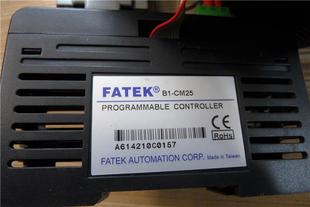 FATEK® B1-CM25
PROGRAMMABLE CONTROLLER
CE
RoHs
A614210C0157
FATEK AUTOMATION CORP. Made in Taiwan